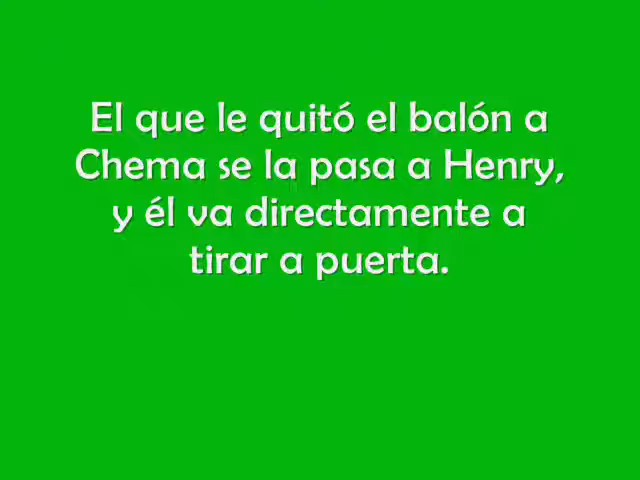 El que le quitó el balón a
Chema se la pasa a Henry,
y él va directamente a
tirar a puerta.